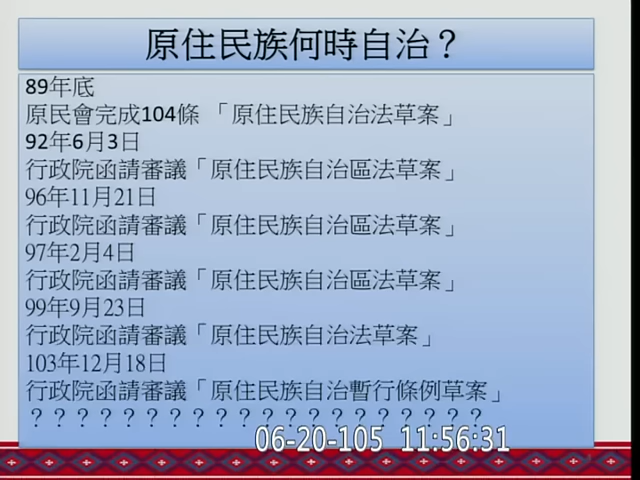 原住民族何時自治？
89年底
原民會完成104條 「原住民族自治法草案」
92年6月3日
行政院函請審議「原住民族自治區法草案」
96年11月21日
行政院函請審議「原住民族自治區法草案」
97年2月4日
行政院函請審議「原住民族自治區法草案」
99年9月23日
行政院函請審議「原住民族自治法草案」
103年12月18日
行政院函請審議「原住民族自治暫行條例草案」
？？？？？？？？？？？？？？？？？？？？
06-20-105 11:56:31